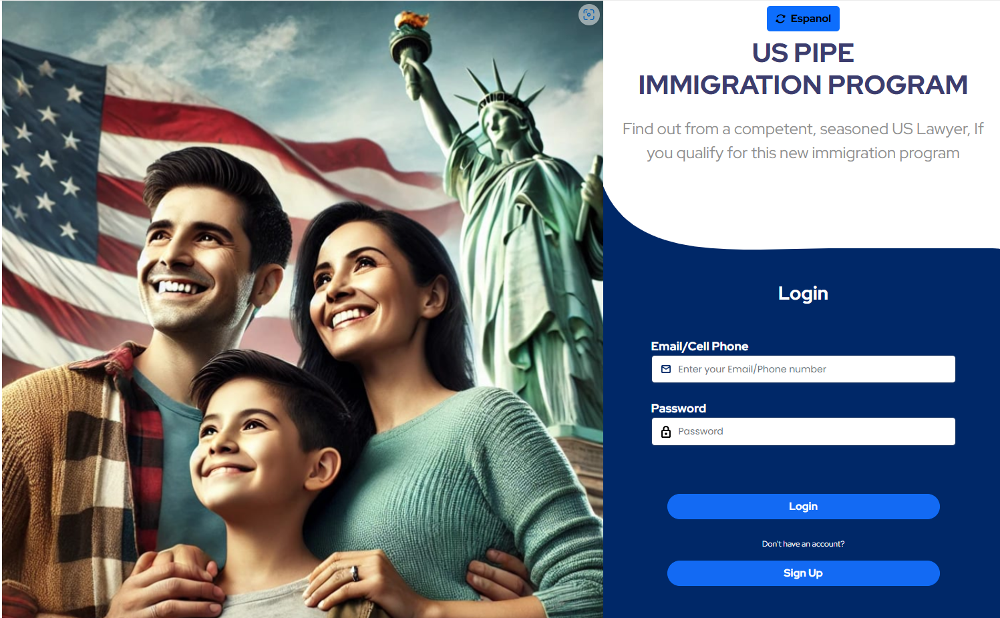 Espanol
US PIPE
IMMIGRATION PROGRAM
Find out from a competent, seasoned US Lawyer, If
you qualify for this new immigration program
Login
Email/Cell Phone
Enter your Email/Phone number
Password
Password
Login
Don't have an account?
Sign Up